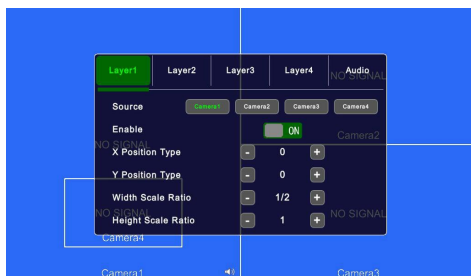 Layer1 Layer2 Layer3 Layer4 Audio
NO SIGNAL
Source Camera1 Camera2 Camera3 Camera4
Enable ON
Camera2
NO SIGNAL
X Position Type - 0 +
Y Position Type - 0 +
Width Scale Ratio - 1/2 +
NO SIGNAL NO SIGNAL
Height Scale Ratio - 1 +
Camera4
Camera1 Camera3